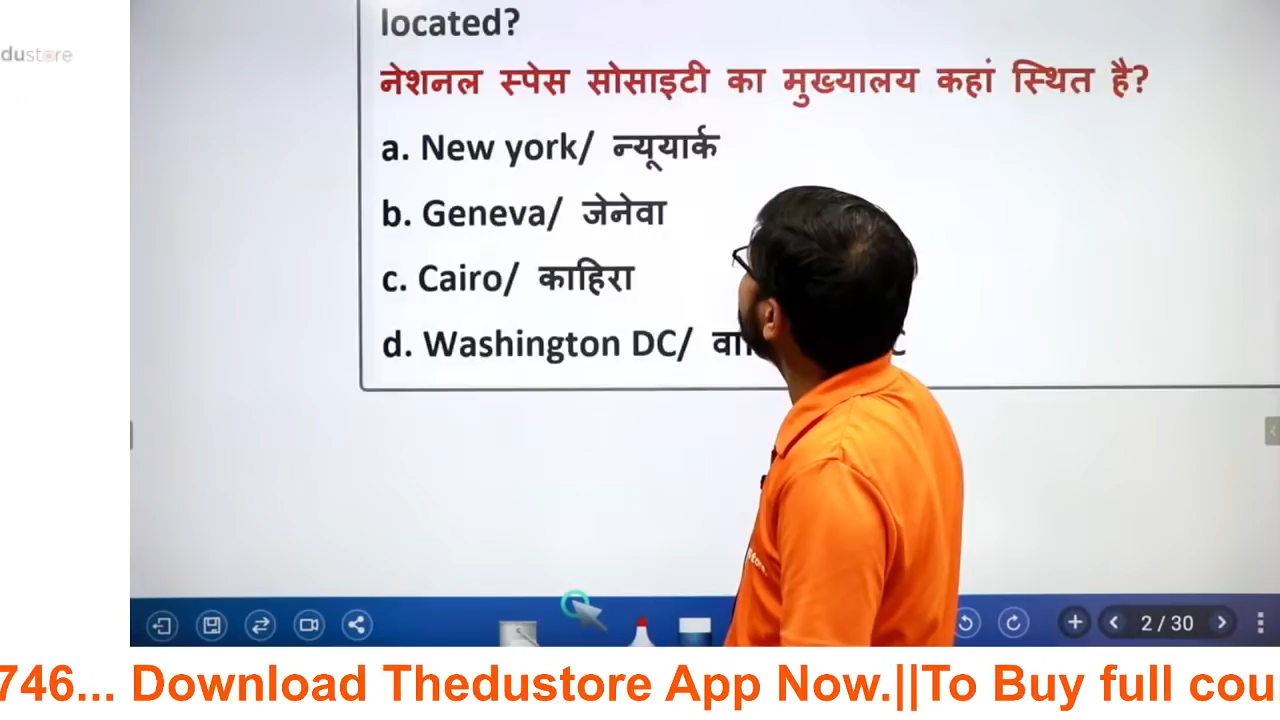 located?
dustore
नेशनल स्पेस सोसाइटी का मुख्यालय कहां स्थित है?
a. New york/ न्यूयार्क
b. Geneva/ जेनेवा
c. Cairo/ काहिरा
d. Washington DC/
2 / 30
746... Download Thedustore App Now.||To Buy full cou